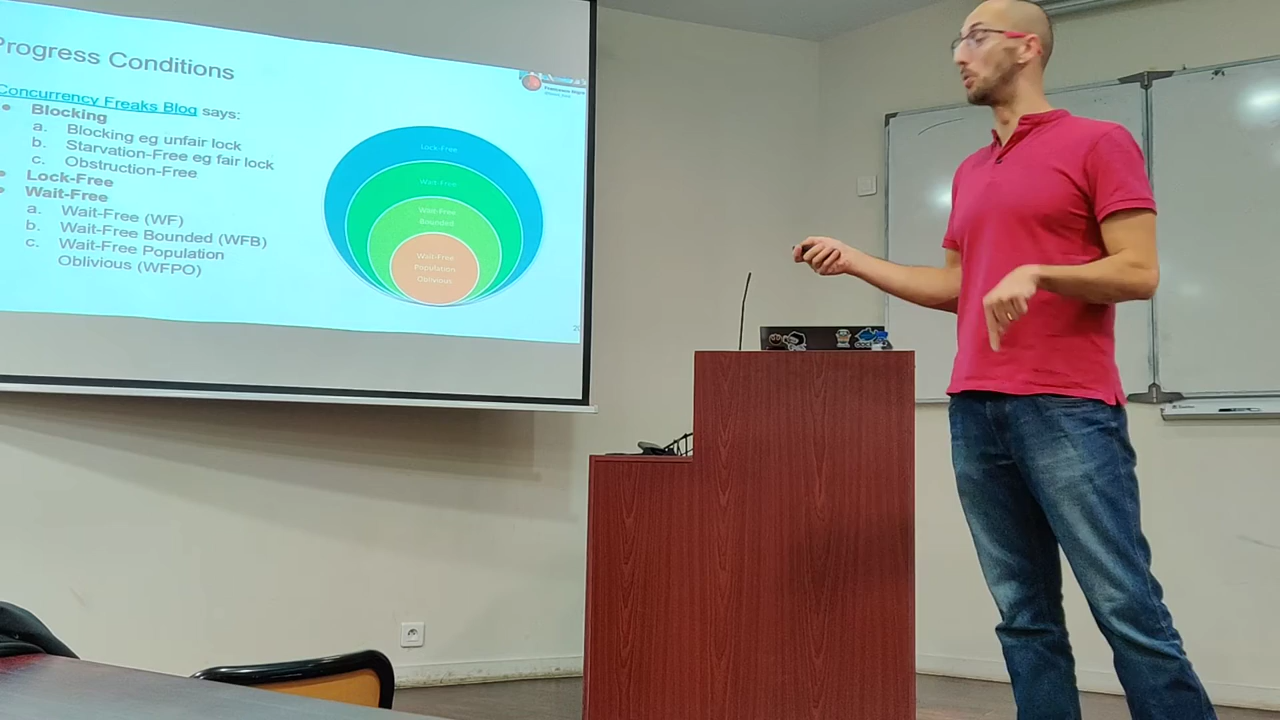 Progress Conditions
Concurrency Freaks Blog says:
● Blocking
a. Blocking eg unfair lock
b. Starvation-Free eg fair lock
c. Obstruction-Free
● Lock-Free
● Wait-Free
a. Wait-Free (WF)
b. Wait-Free Bounded (WFB)
c. Wait-Free Population
Oblivious (WFPO)
Lock-Free
Wait-Free
Wait-Free
Bounded
Wait-Free
Population
Oblivious